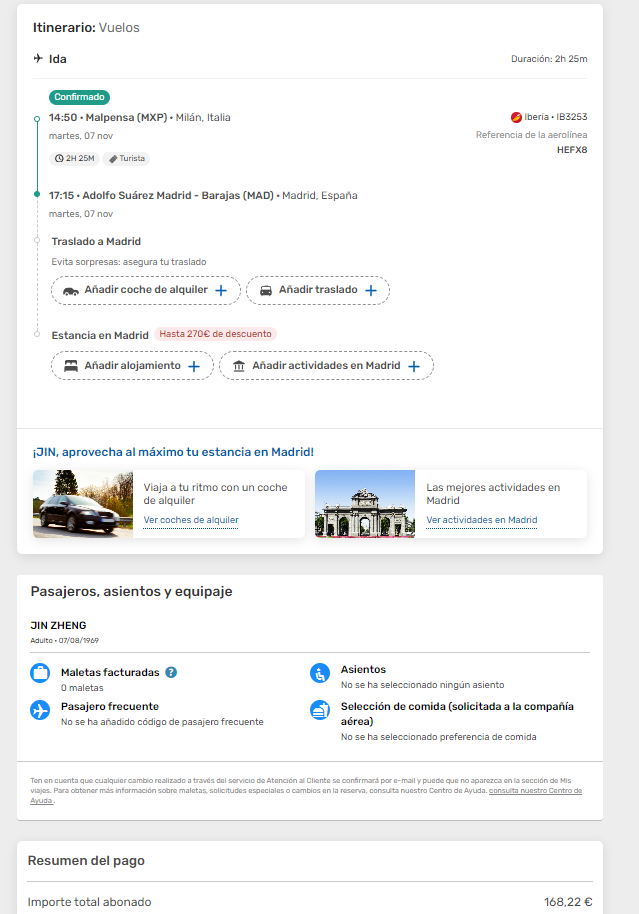 Itinerario: Vuelos
Ida
Duración: 2h 25m
Confirmado
14:50 • Malpensa (MXP) • Milán, Italia
Iberia • IB3253
martes, 07 nov
Referencia de la aerolínea
HEFX8
2H 25M
Turista
17:15 • Adolfo Suárez Madrid - Barajas (MAD) • Madrid, España
martes, 07 nov
Traslado a Madrid
Evita sorpresas: asegura tu traslado
Añadir coche de alquiler +
Añadir traslado +
Estancia en Madrid
Hasta 270€ de descuento
Añadir alojamiento +
Añadir actividades en Madrid +
¡JIN, aprovecha al máximo tu estancia en Madrid!
Viaja a tu ritmo con un coche
de alquiler
Ver coches de alquiler
Las mejores actividades en
Madrid
Ver actividades en Madrid
Pasajeros, asientos y equipaje
JIN ZHENG
Adulto • 07/08/1969
Maletas facturadas ?
0 maletas
Asientos
No se ha seleccionado ningún asiento
Pasajero frecuente
No se ha añadido código de pasajero frecuente
Selección de comida (solicitada a la compañía
aérea)
No se ha seleccionado preferencia de comida
Ten en cuenta que cualquier cambio realizado a través del servicio de Atención al Cliente se confirmará por e-mail y puede que no aparezca en la sección de Mis
viajes. Para obtener más información sobre maletas, solicitudes especiales o cambios en la reserva, consulta nuestro Centro de Ayuda. consulta nuestro Centro de
Ayuda.
Resumen del pago
Importe total abonado
168,22 €